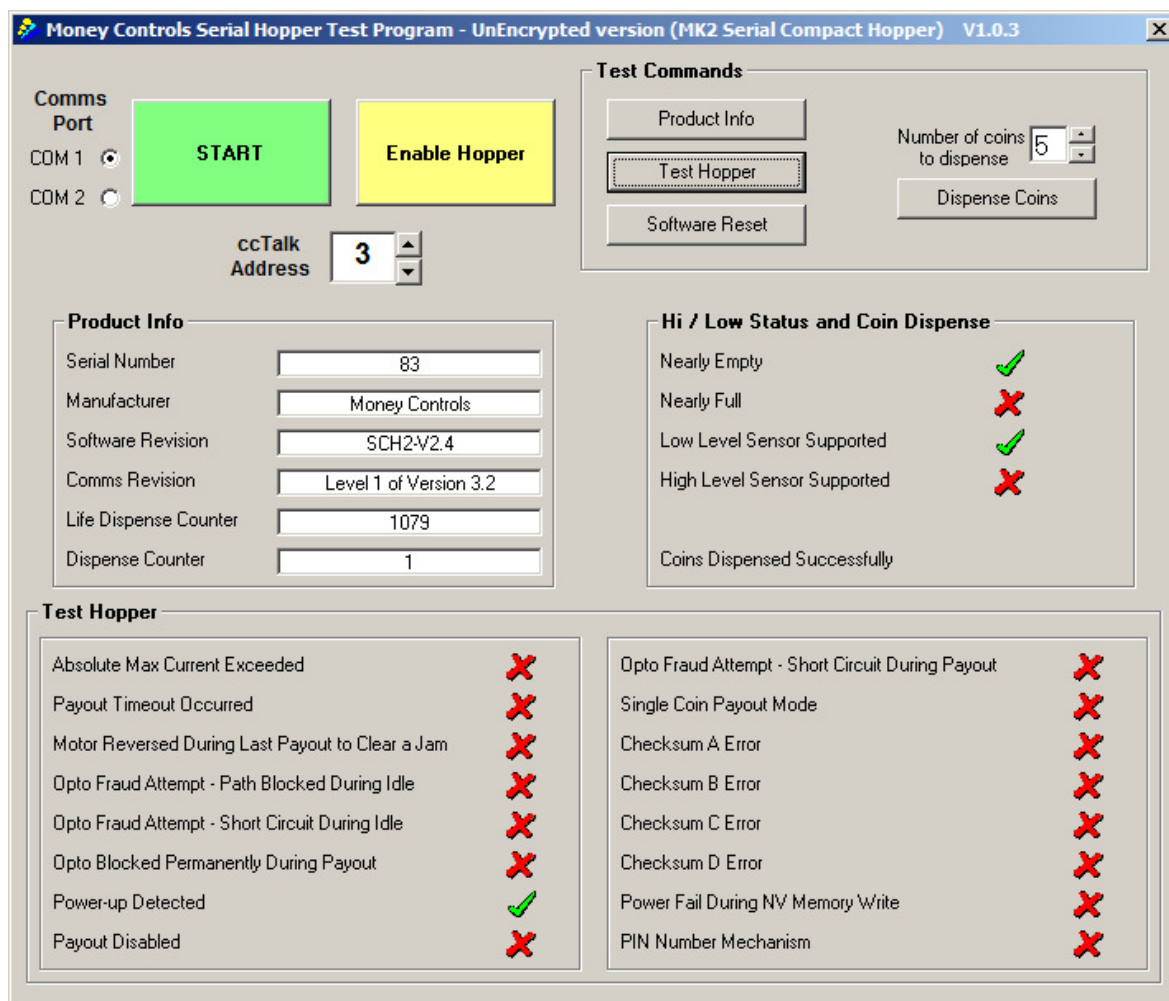 Money Controls Serial Hopper Test Program - UnEncrypted version (MK2 Serial Compact Hopper) V1.0.3
Comms
Port
COM 1
COM 2
START
Enable Hopper
ccTalk
Address
3
Test Commands
Product Info
Test Hopper
Software Reset
Number of coins
to dispense
5
Dispense Coins
Product Info
Serial Number 83
Manufacturer Money Controls
Software Revision SCH2-V2.4
Comms Revision Level 1 of Version 3.2
Life Dispense Counter 1079
Dispense Counter 1
Hi / Low Status and Coin Dispense
Nearly Empty
Nearly Full
Low Level Sensor Supported
High Level Sensor Supported
Coins Dispensed Successfully
Test Hopper
Absolute Max Current Exceeded
Payout Timeout Occurred
Motor Reversed During Last Payout to Clear a Jam
Opto Fraud Attempt - Path Blocked During Idle
Opto Fraud Attempt - Short Circuit During Idle
Opto Blocked Permanently During Payout
Power-up Detected
Payout Disabled
Opto Fraud Attempt - Short Circuit During Payout
Single Coin Payout Mode
Checksum A Error
Checksum B Error
Checksum C Error
Checksum D Error
Power Fail During NV Memory Write
PIN Number Mechanism